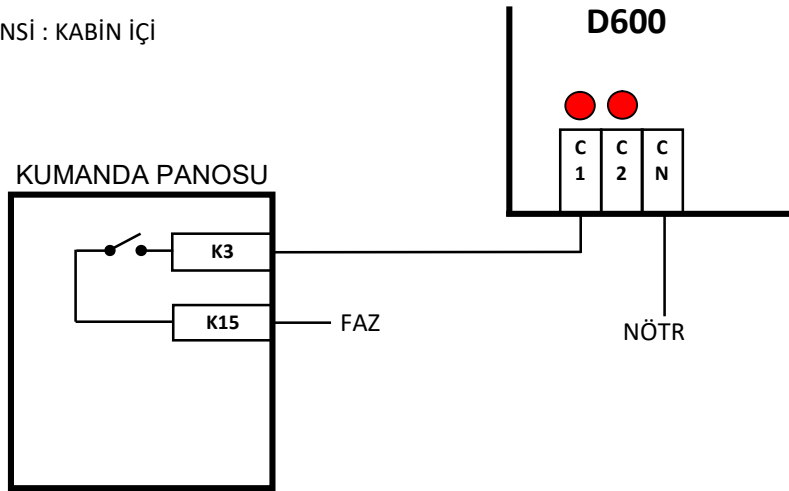 NSİ : KABİN İÇİ
D600
C
1
C
2
C
N
KUMANDA PANOSU
K3
K15
FAZ
NÖTR